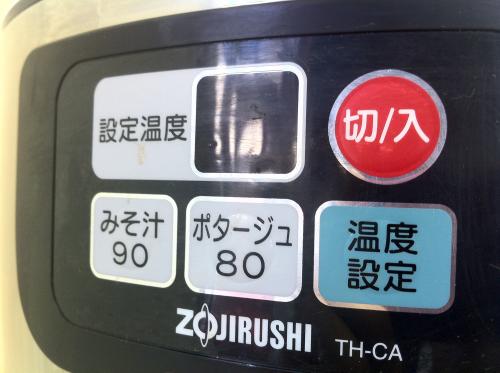 設定温度
切/入
みそ汁
90
ポタージュ
80
温度
設定
ZOJIRUSHI
TH-CA